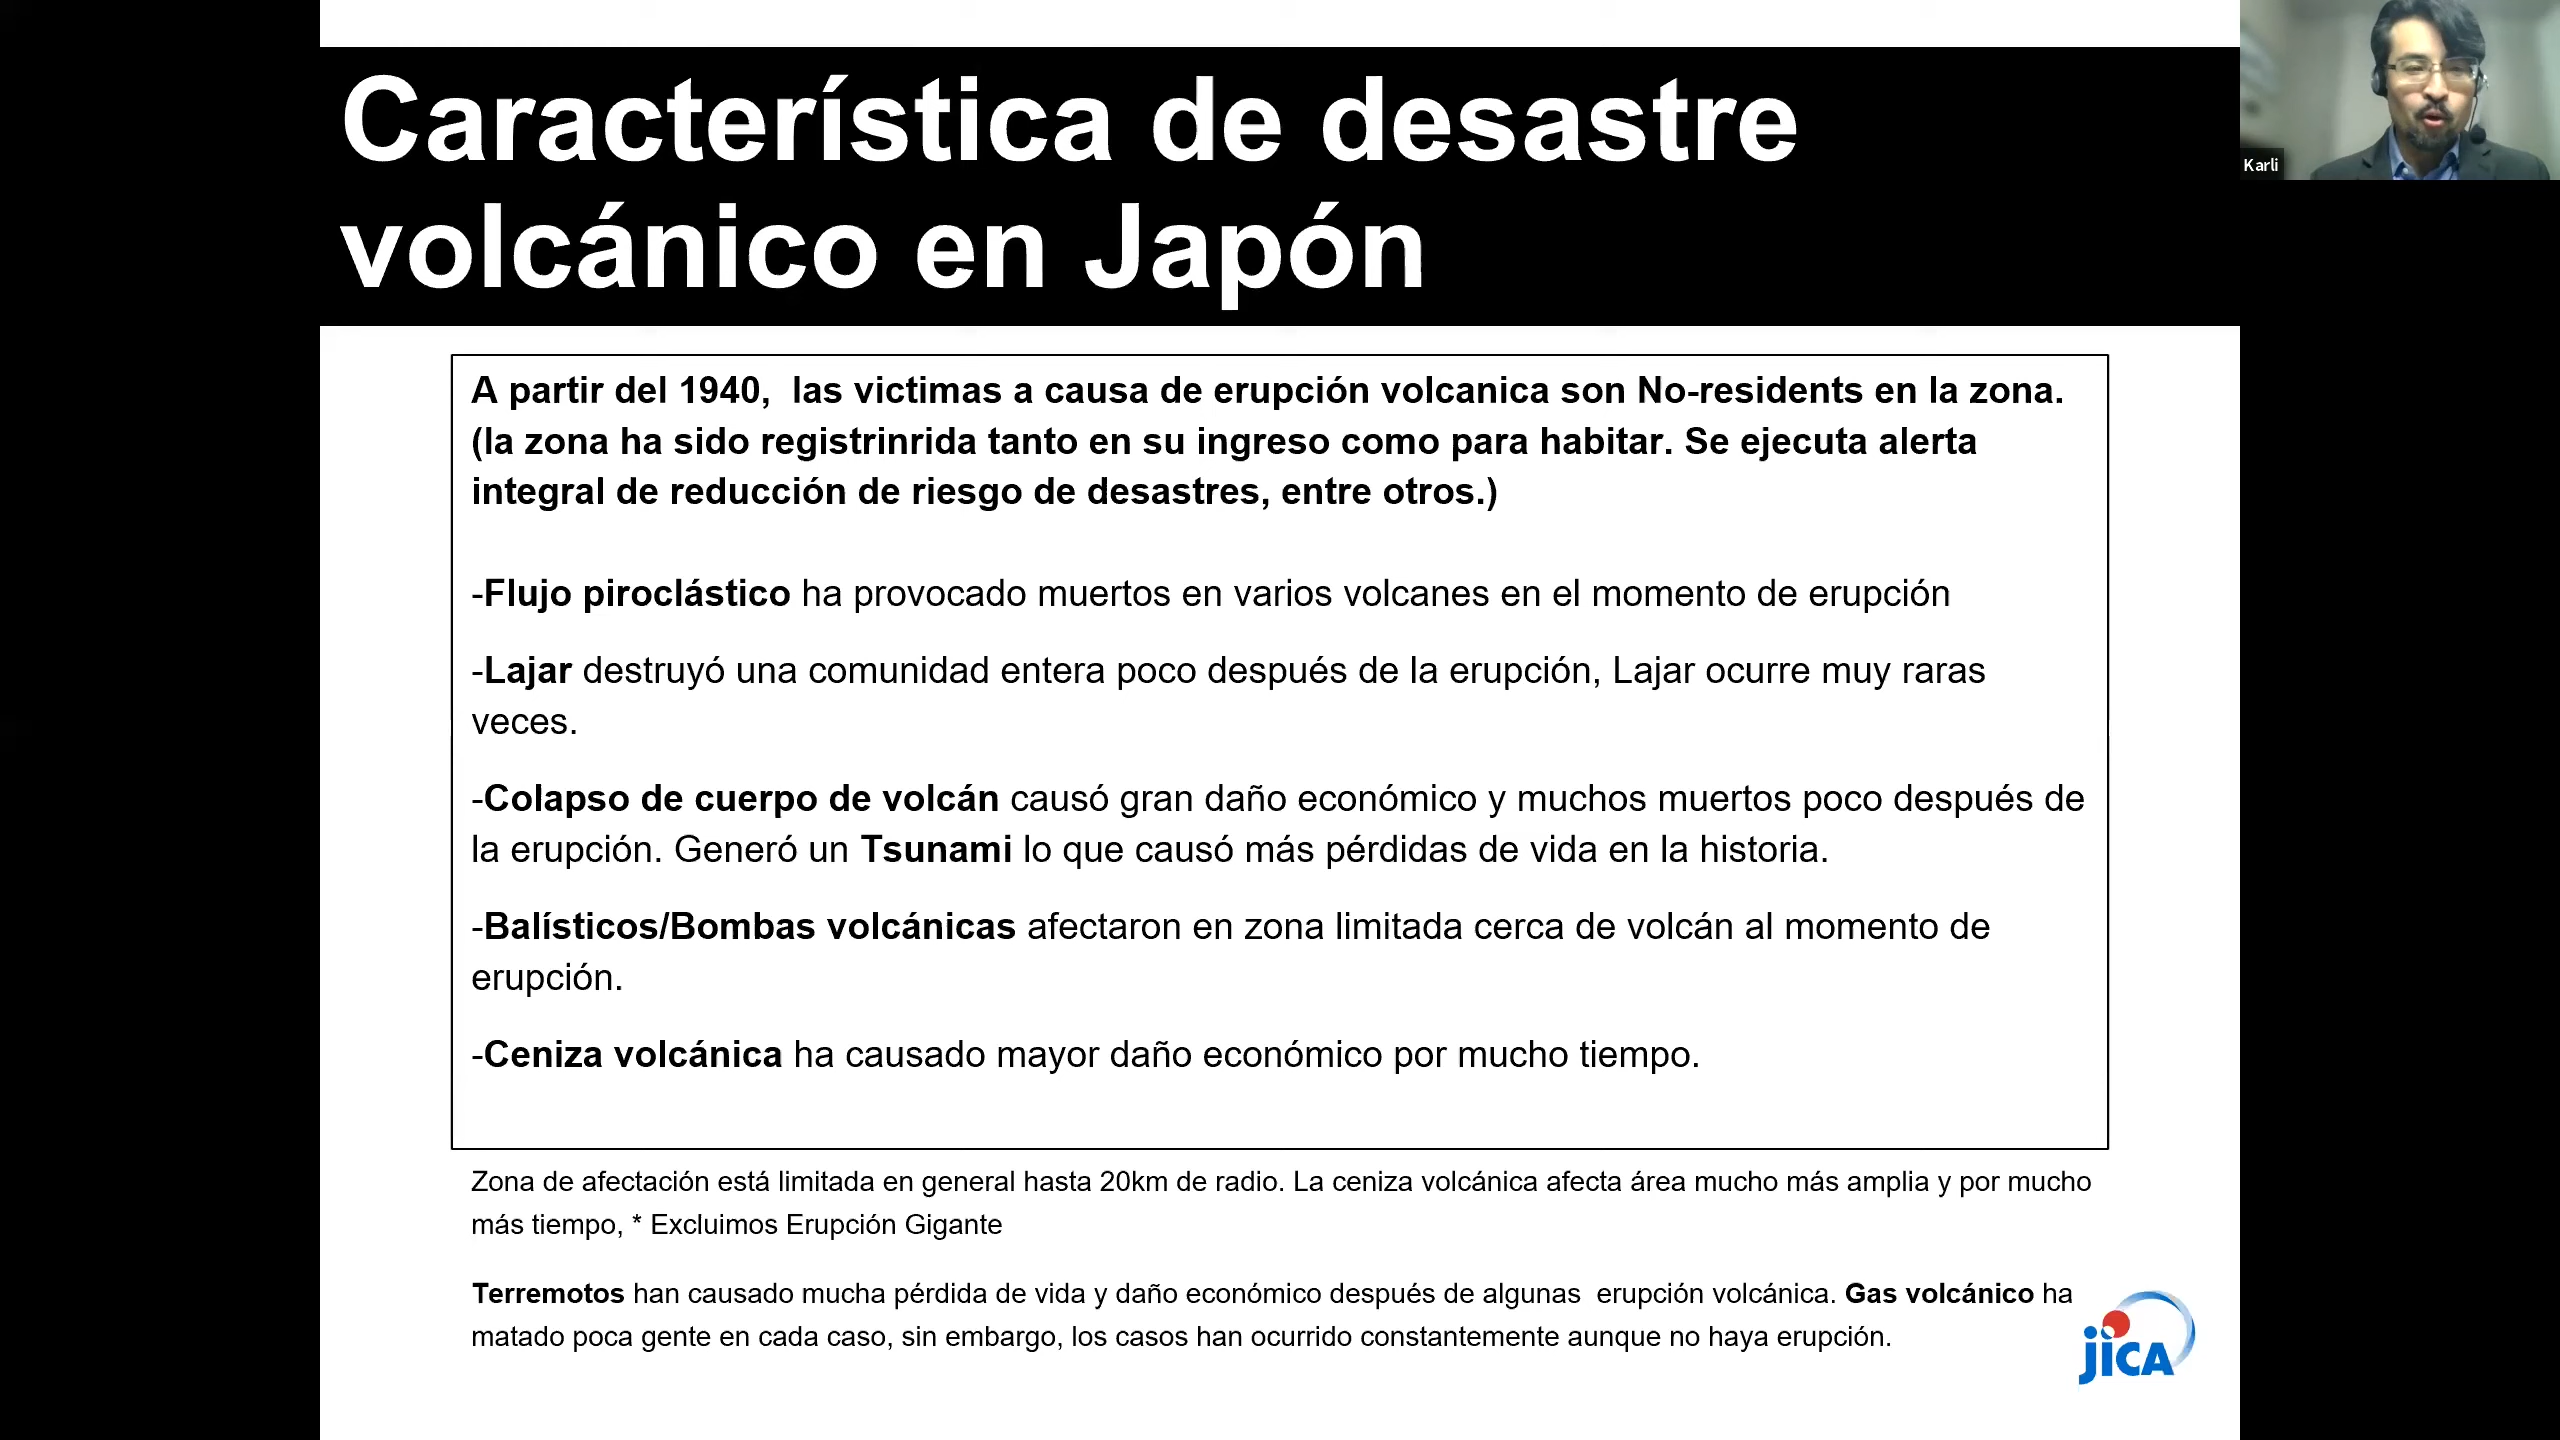 Característica de desastre
volcánico en Japón
Karli
A partir del 1940,  las victimas a causa de erupción volcanica son No-residents en la zona.
(la zona ha sido registrinrida tanto en su ingreso como para habitar. Se ejecuta alerta
integral de reducción de riesgo de desastres, entre otros.)
-Flujo piroclástico ha provocado muertos en varios volcanes en el momento de erupción
-Lajar destruyó una comunidad entera poco después de la erupción, Lajar ocurre muy raras
veces.
-Colapso de cuerpo de volcán causó gran daño económico y muchos muertos poco después de
la erupción. Generó un Tsunami lo que causó más pérdidas de vida en la historia.
-Balísticos/Bombas volcánicas afectaron en zona limitada cerca de volcán al momento de
erupción.
-Ceniza volcánica ha causado mayor daño económico por mucho tiempo.
Zona de afectación está limitada en general hasta 20km de radio. La ceniza volcánica afecta área mucho más amplia y por mucho
más tiempo, * Excluimos Erupción Gigante
Terremotos han causado mucha pérdida de vida y daño económico después de algunas  erupción volcánica. Gas volcánico ha
matado poca gente en cada caso, sin embargo, los casos han ocurrido constantemente aunque no haya erupción.
jICA